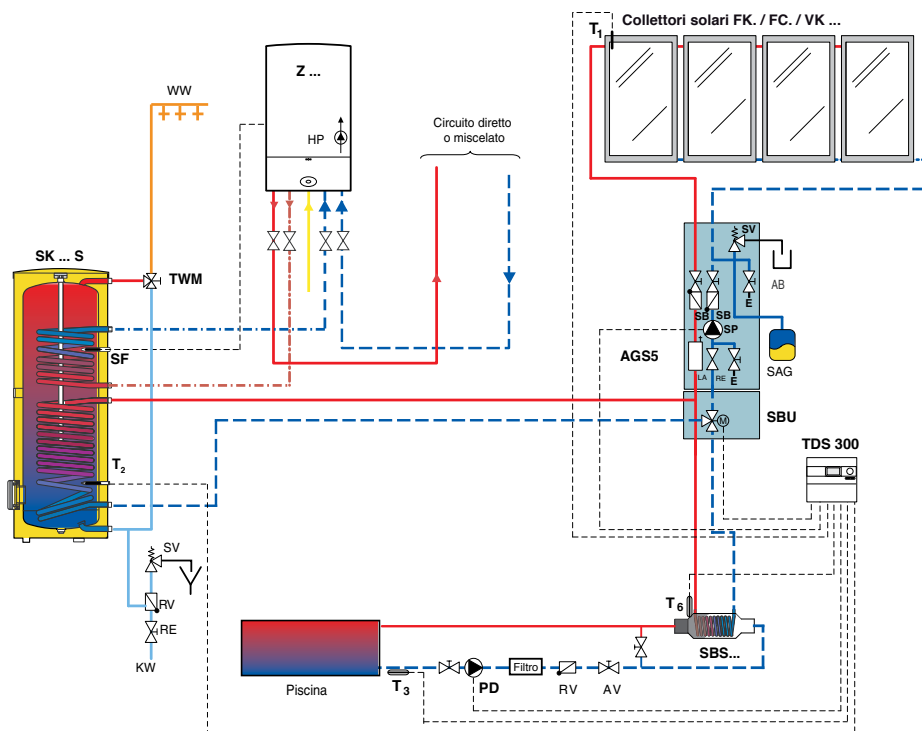 Collettori solari FK. / FC. / VK ...
T1
Z ...
WW
HP
Circuito diretto
o miscelato
SV
SK ... S
TWM
AB
E
SB
SB
SP
SF
AGS5
SAG
LA
RE
E
SBU
M
T2
TDS 300
SV
RV
RE
KW
T6
SBS...
Piscina
T3
PD
Filtro
RV
AV